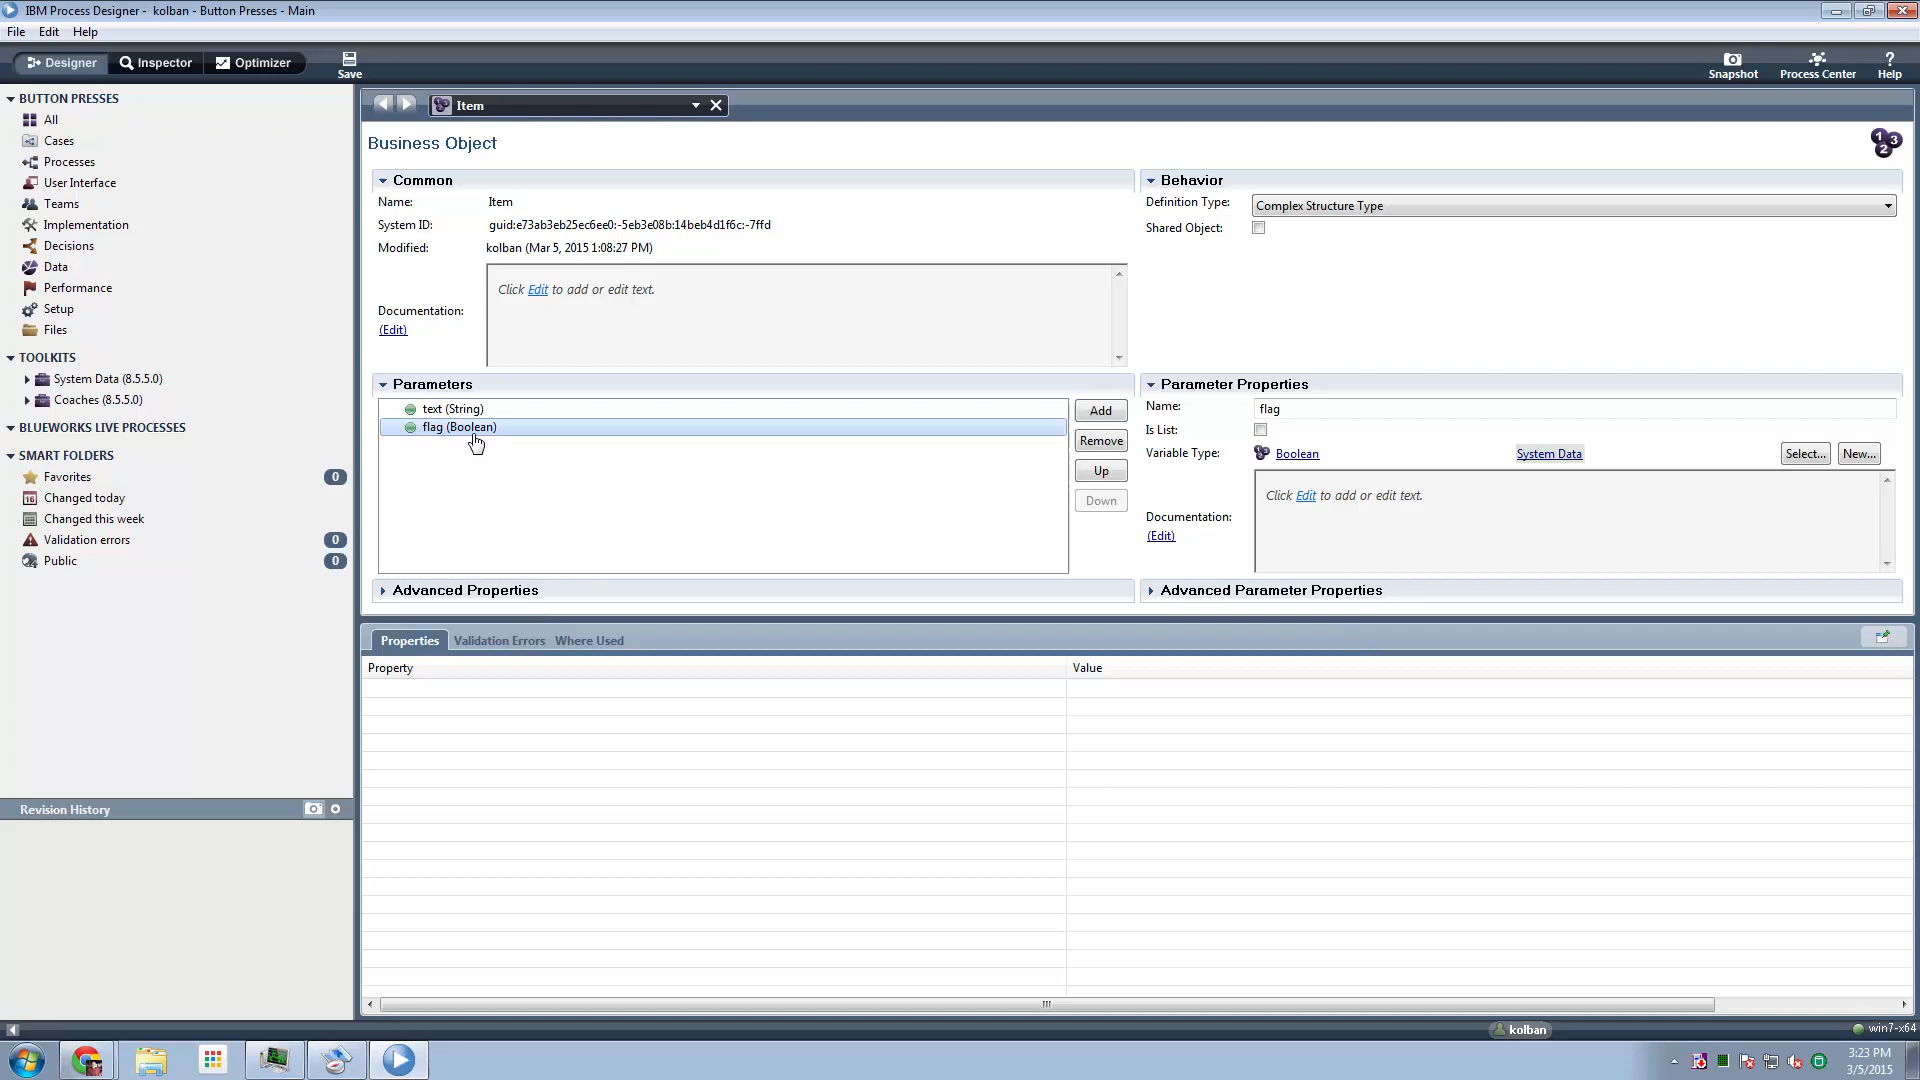 IBM Process Designer - kolban - Button Presses - Main
File Edit Help
Designer Inspector Optimizer Save Snapshot Process Center Help
BUTTON PRESSES
All
Cases
Processes
User Interface
Teams
Implementation
Decisions
Data
Performance
Setup
Files
TOOLKITS
System Data (8.5.5.0)
Coaches (8.5.5.0)
BLUEWORKS LIVE PROCESSES
SMART FOLDERS
Favorites 0
Changed today
Changed this week
Validation errors 0
Public 0
Revision History
Item
Business Object
Common
Name: Item
System ID: guid:e73ab3eb25ec6ee0:-5eb3e08b:14beb4d1f6c:-7ffd
Modified: kolban (Mar 5, 2015 1:08:27 PM)
Click Edit to add or edit text.
Documentation:
(Edit)
Behavior
Definition Type: Complex Structure Type
Shared Object:
Parameters
text (String)
flag (Boolean)
Add
Remove
Up
Down
Parameter Properties
Name: flag
Is List:
Variable Type: Boolean System Data Select... New...
Click Edit to add or edit text.
Documentation:
(Edit)
Advanced Properties
Advanced Parameter Properties
Properties Validation Errors Where Used
Property Value
kolban win7-x64
3:23 PM
3/5/2015